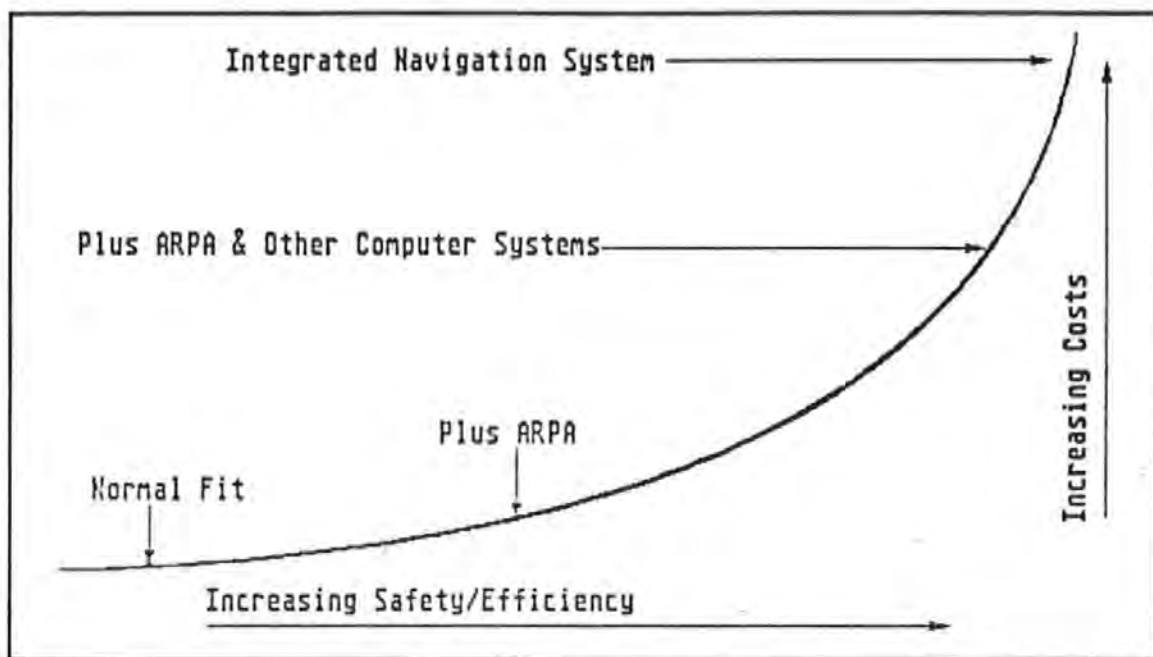 Integrated Navigation System
Plus ARPA & Other Computer Systems
Plus ARPA
Normal Fit
Increasing Safety/Efficiency
Increasing Costs